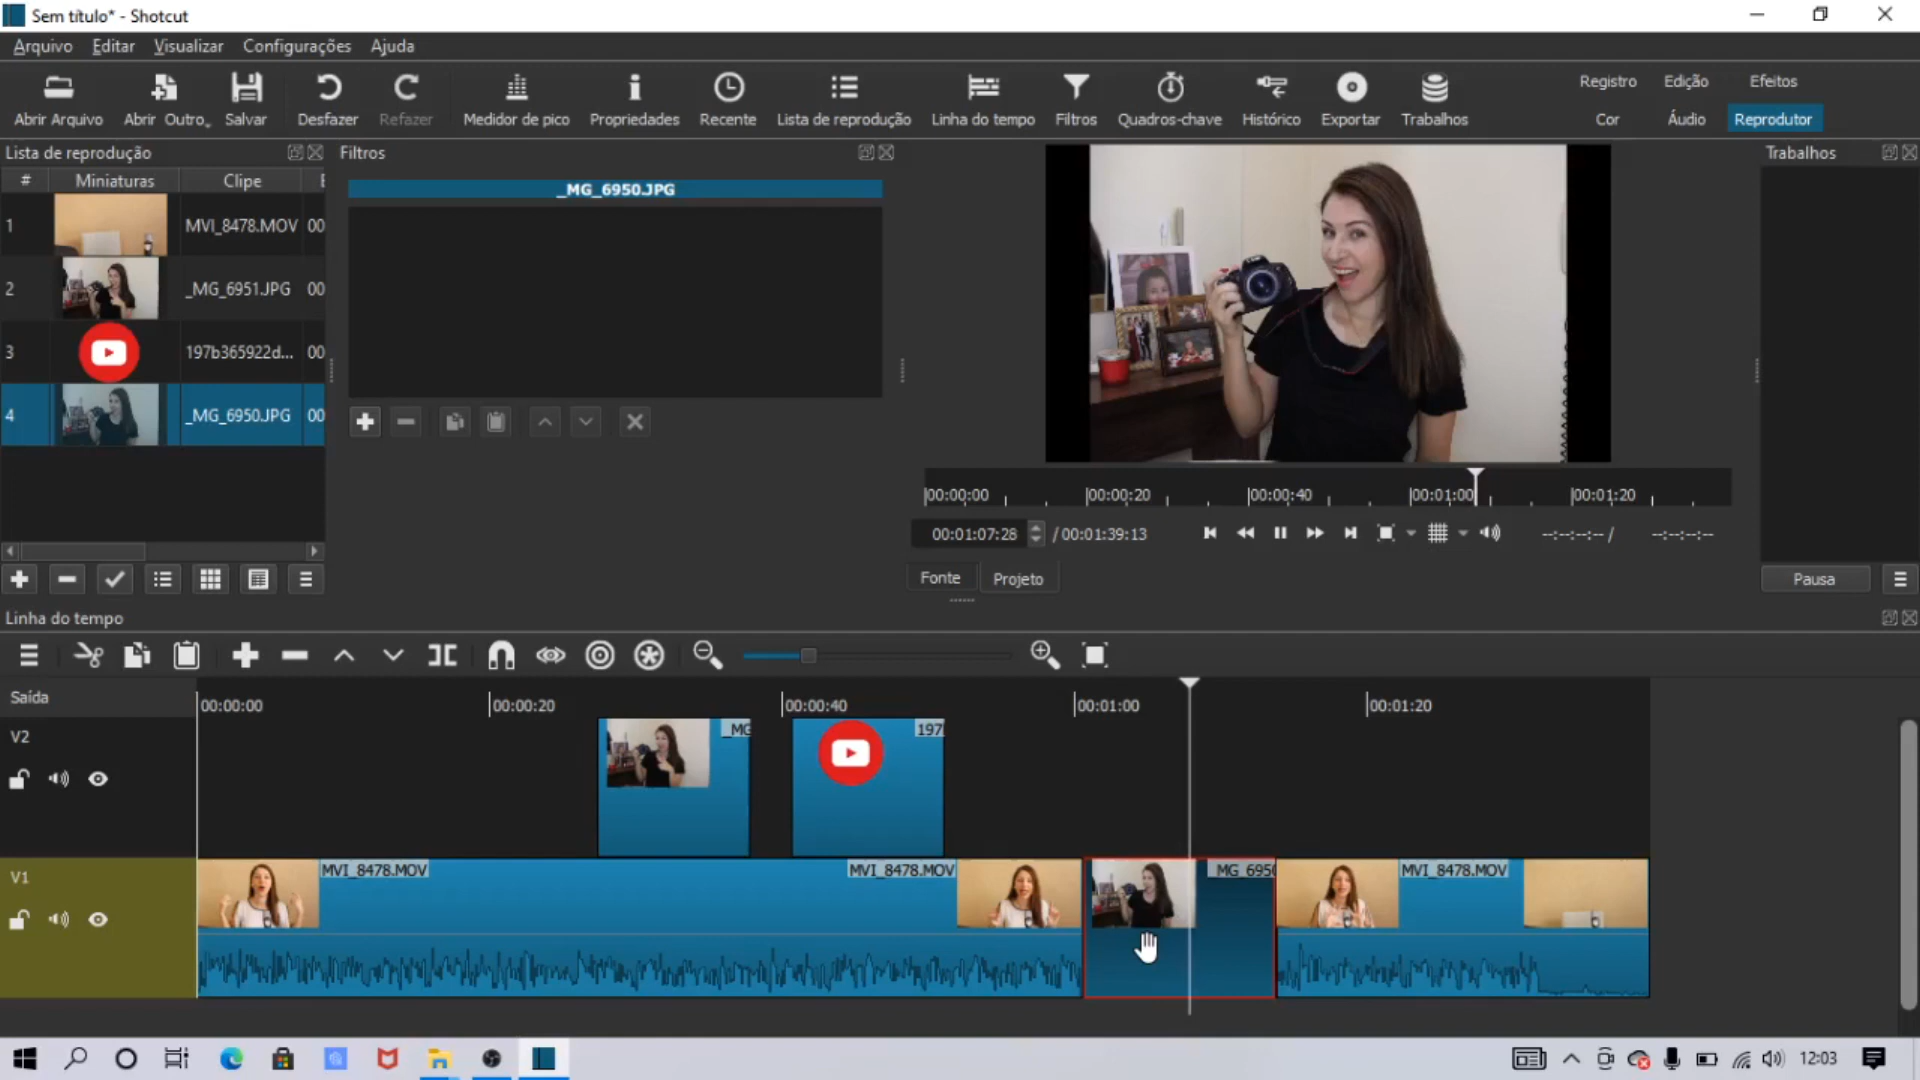 Sem título* - Shotcut
Arquivo Editar Visualizar Configurações Ajuda
Abrir Arquivo Abrir Outro Salvar Desfazer Refazer Medidor de pico Propriedades Recente Lista de reprodução Linha do tempo Filtros Quadros-chave Histórico Exportar Trabalhos
Registro Edição Efeitos
Cor Áudio Reprodutor
Lista de reprodução
Filtros
Trabalhos
# Miniaturas Clipe
_MG_6950.JPG
1 MVI_8478.MOV 00
2 _MG_6951.JPG 00
3 197b365922d... 00
4 _MG_6950.JPG 00
00:00:00 00:00:20 00:00:40 00:01:00 00:01:20
00:01:07:28 / 00:01:39:13 --:--:--:-- / --:--:--:--
Fonte Projeto
Pausa
Linha do tempo
Saída
00:00:00 00:00:20 00:00:40 00:01:00 00:01:20
V2
_MG 197
V1
MVI_8478.MOV MVI_8478.MOV MG_695 MVI_8478.MOV
12:03